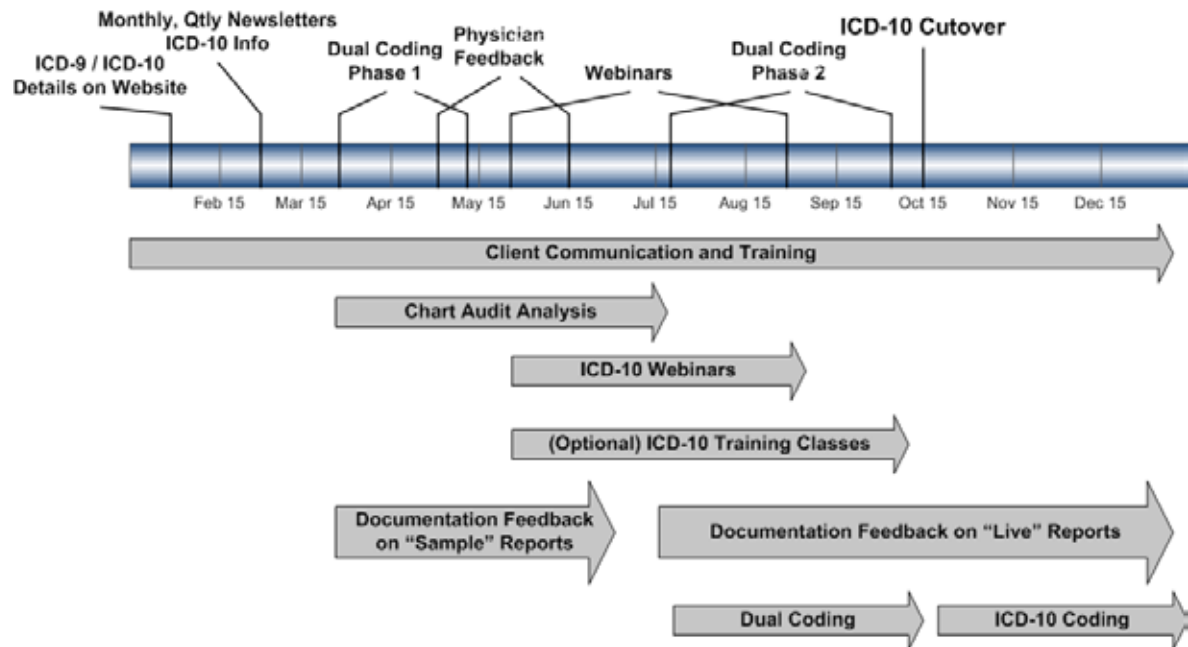 Monthly, Qtly Newsletters
ICD-10 Info
ICD-9 / ICD-10
Details on Website
Dual Coding
Phase 1
Physician
Feedback
Webinars
Dual Coding
Phase 2
ICD-10 Cutover
Feb 15
Mar 15
Apr 15
May 15
Jun 15
Jul 15
Aug 15
Sep 15
Oct 15
Nov 15
Dec 15
Client Communication and Training
Chart Audit Analysis
ICD-10 Webinars
(Optional) ICD-10 Training Classes
Documentation Feedback
on “Sample” Reports
Documentation Feedback on “Live” Reports
Dual Coding
ICD-10 Coding